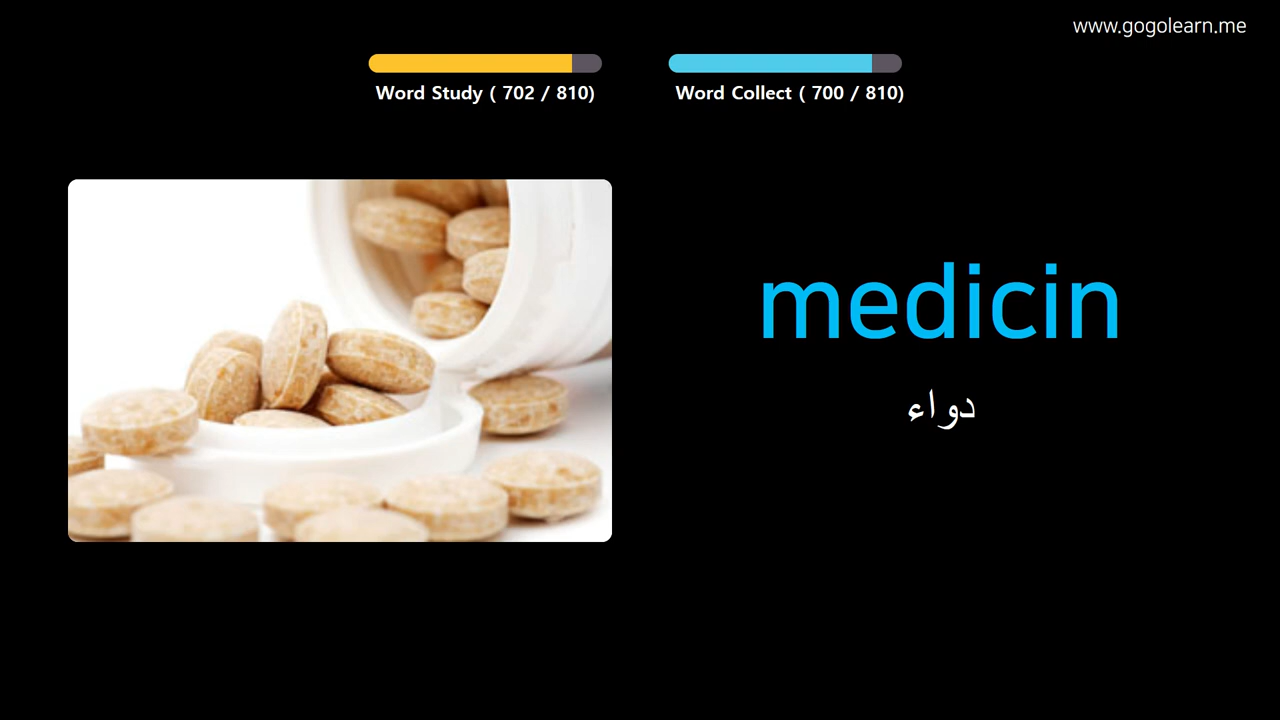 www.gogolearn.me
Word Study ( 702 / 810)
Word Collect ( 700 / 810)
medicin
دواء